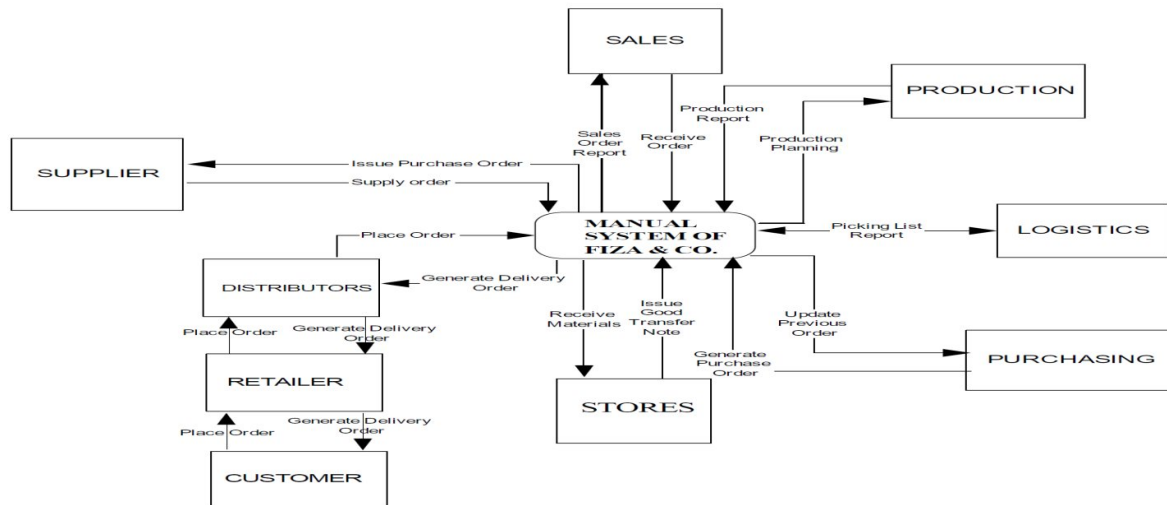 SALES
PRODUCTION
Production
Report
Production
Planning
Sales
Order
Report
Receive
Order
SUPPLIER
Issue Purchase Order
Supply order
MANUAL
SYSTEM OF
FIZA & CO.
Picking List
Report
LOGISTICS
Place Order
DISTRIBUTORS
Generate Delivery
Order
Receive
Materials
Issue
Good
Transfer
Note
Update
Previous
Order
Generate
Purchase
Order
PURCHASING
Place Order
Generate Delivery
Order
RETAILER
STORES
Place Order
Generate Delivery
Order
CUSTOMER